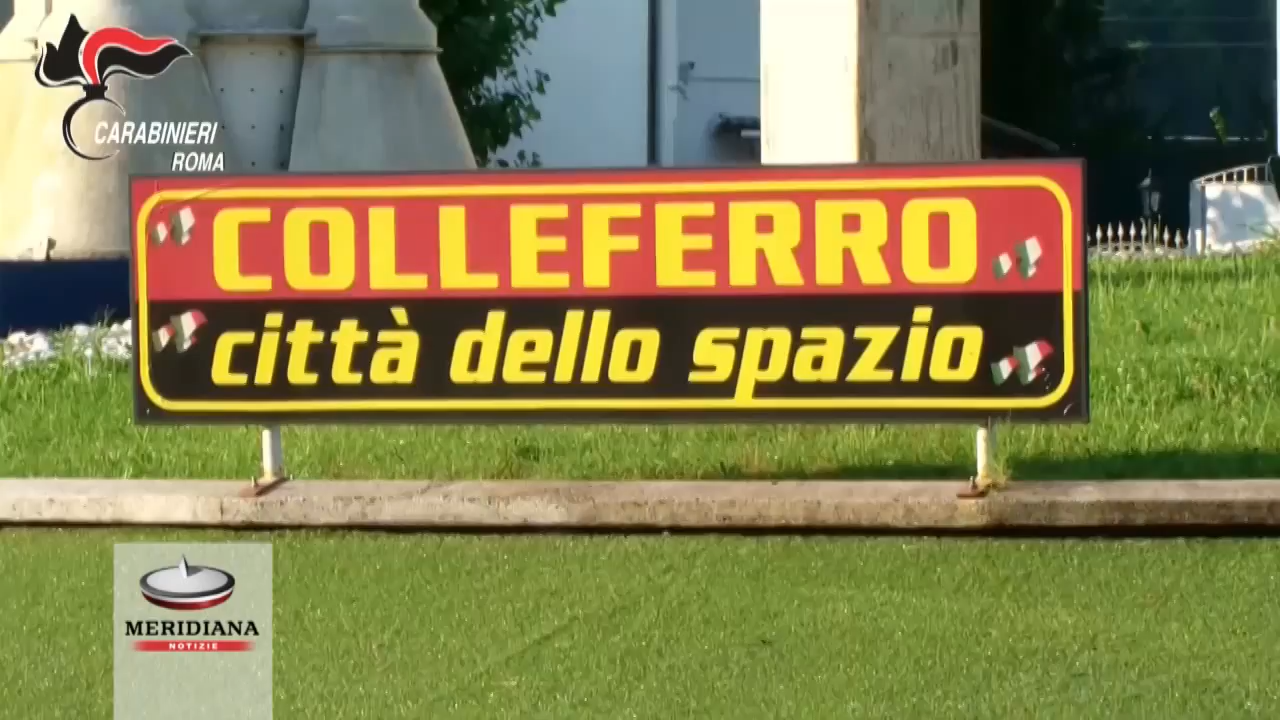 CARABINIERI
ROMA
COLLEFERRO
città dello spazio
MERIDIANA
NOTIZIE